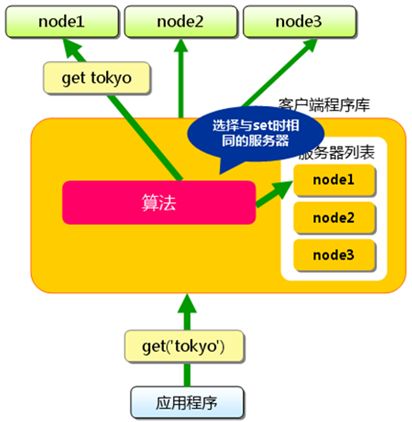 node1
node2
node3
get tokyo
客户端程序库
选择与set时相
同的服务器
服务器列表
node1
算法
node2
node3
get('tokyo')
应用程序